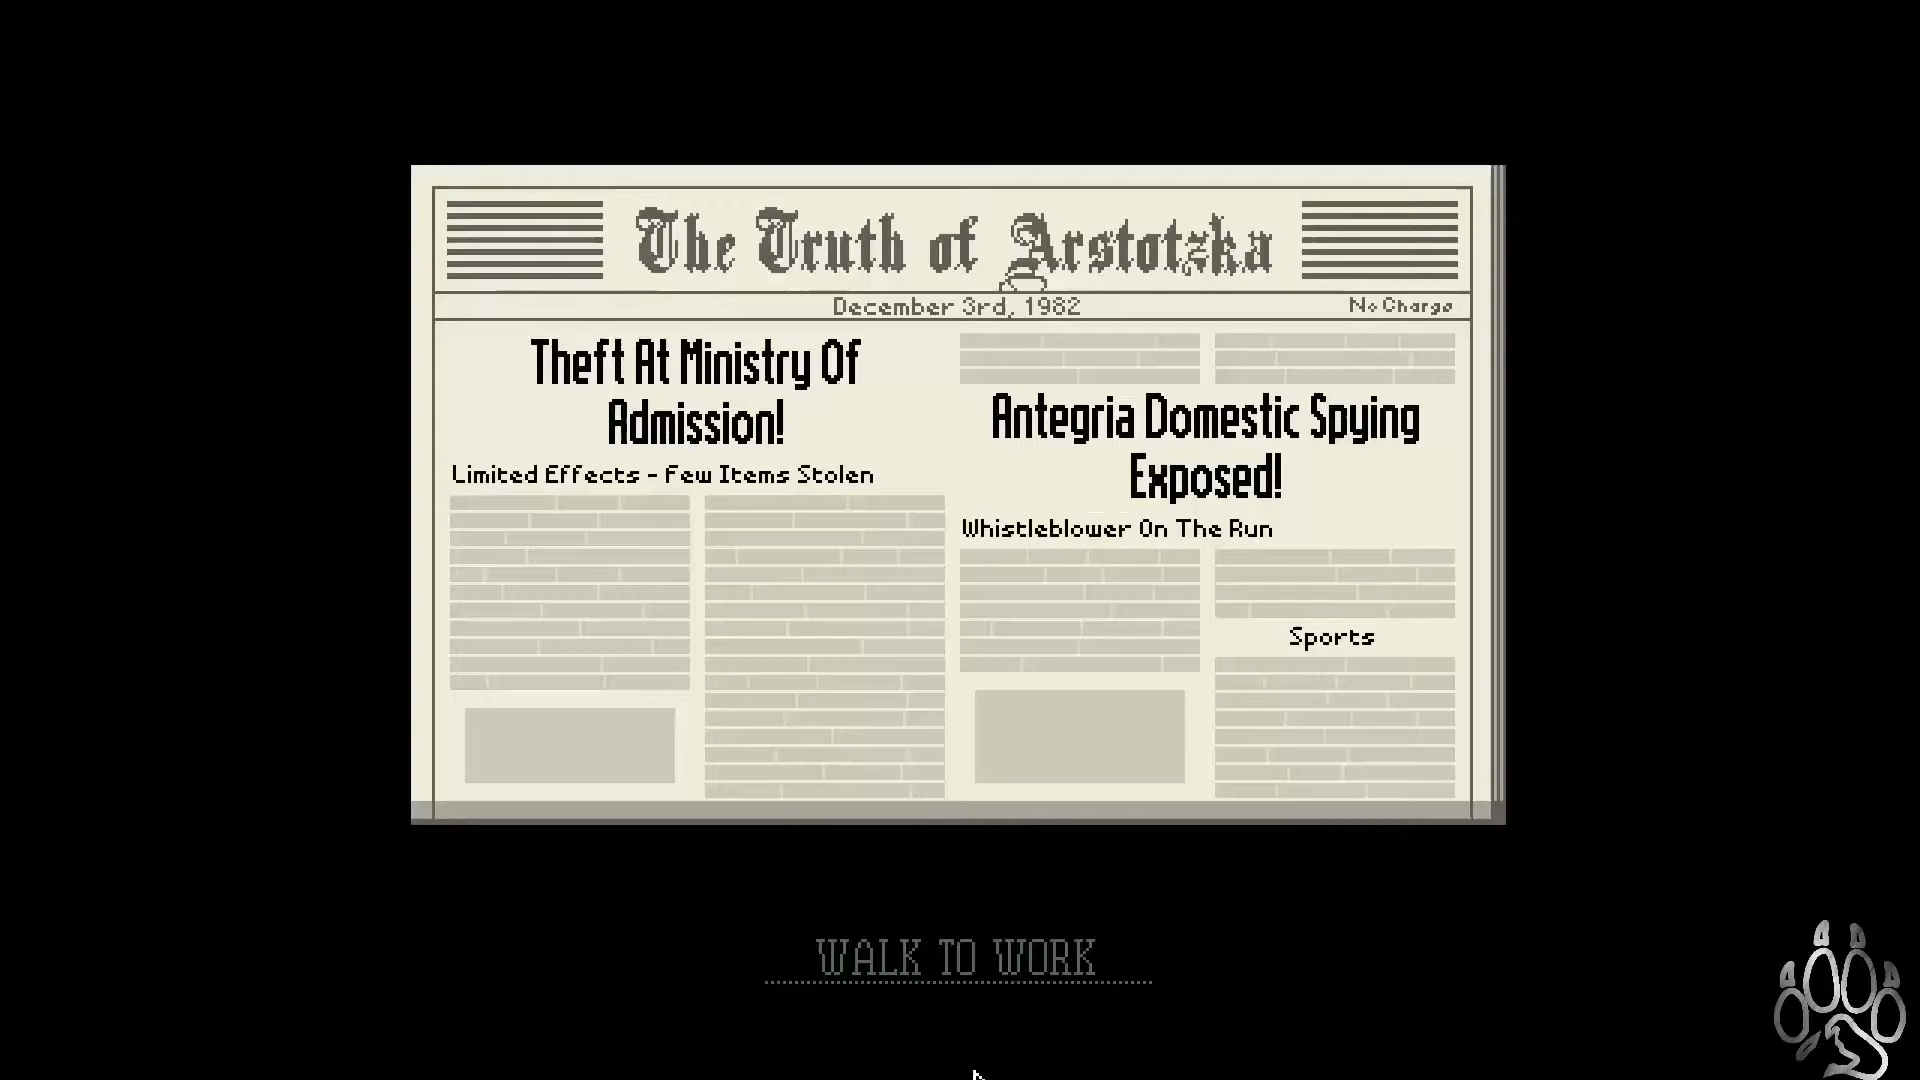 The Truth of Arstotzka
December 3rd, 1982
No Charge
Theft At Ministry Of
Admission!
Limited Effects - Few Items Stolen
Antegria Domestic Spying
Exposed!
Whistleblower On The Run
Sports
WALK TO WORK